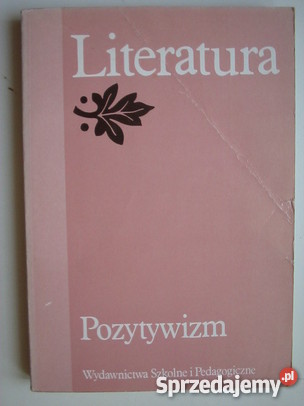 Literatura
Pozytywizm
Wydawnictwa Szkolne i Pedagogiczne
Sprzedajemy.pl